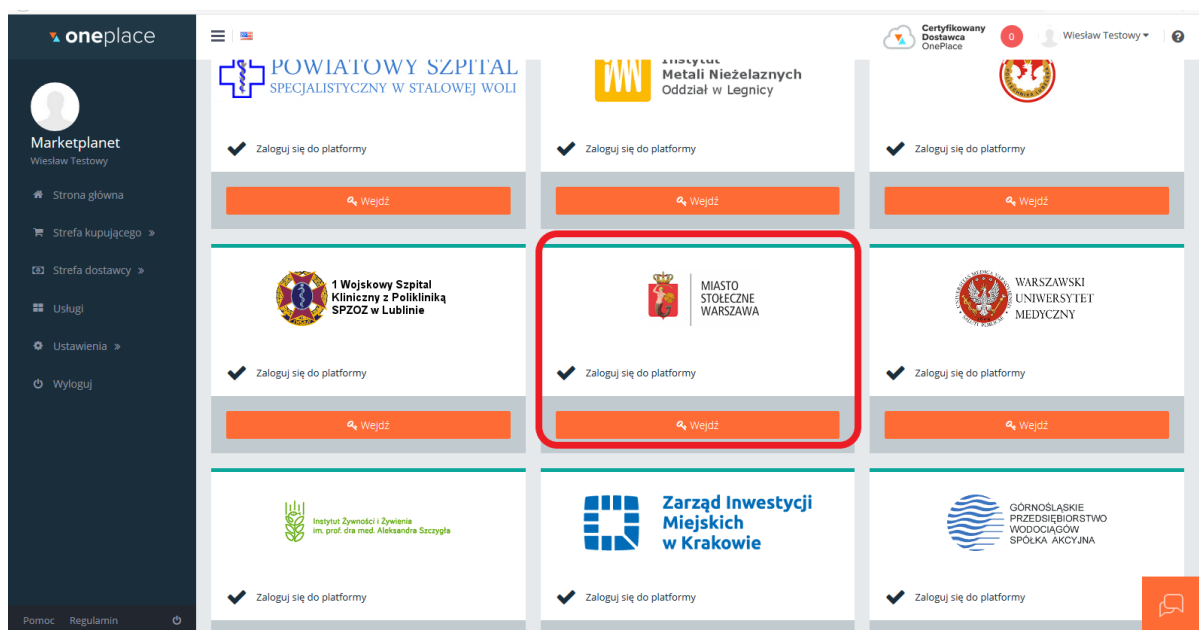 oneplace
Certyfikowany
Dostawca
OnePlace
0
Wiesław Testowy
Marketplanet
Wiesław Testowy
Strona główna
Strefa kupującego »
Strefa dostawcy »
Usługi
Ustawienia »
Wyloguj
Pomoc Regulamin
POWIATOWY SZPITAL
SPECJALISTYCZNY W STALOWEJ WOLI
Zaloguj się do platformy
Wejdź
Instytut
Metali Nieżelaznych
Oddział w Legnicy
Zaloguj się do platformy
Wejdź
Zaloguj się do platformy
Wejdź
1 Wojskowy Szpital
Kliniczny z Polikliniką
SPZOZ w Lublinie
Zaloguj się do platformy
Wejdź
MIASTO
STOŁECZNE
WARSZAWA
Zaloguj się do platformy
Wejdź
WARSZAWSKI
UNIWERSYTET
MEDYCZNY
Zaloguj się do platformy
Wejdź
Instytut Żywności i Żywienia
im. prof. dra med. Aleksandra Szczygła
Zaloguj się do platformy
Zarząd Inwestycji
Miejskich
w Krakowie
Zaloguj się do platformy
GÓRNOŚLĄSKIE
PRZEDSIĘBIORSTWO
WODOCIĄGÓW
SPÓŁKA AKCYJNA
Zaloguj się do platformy